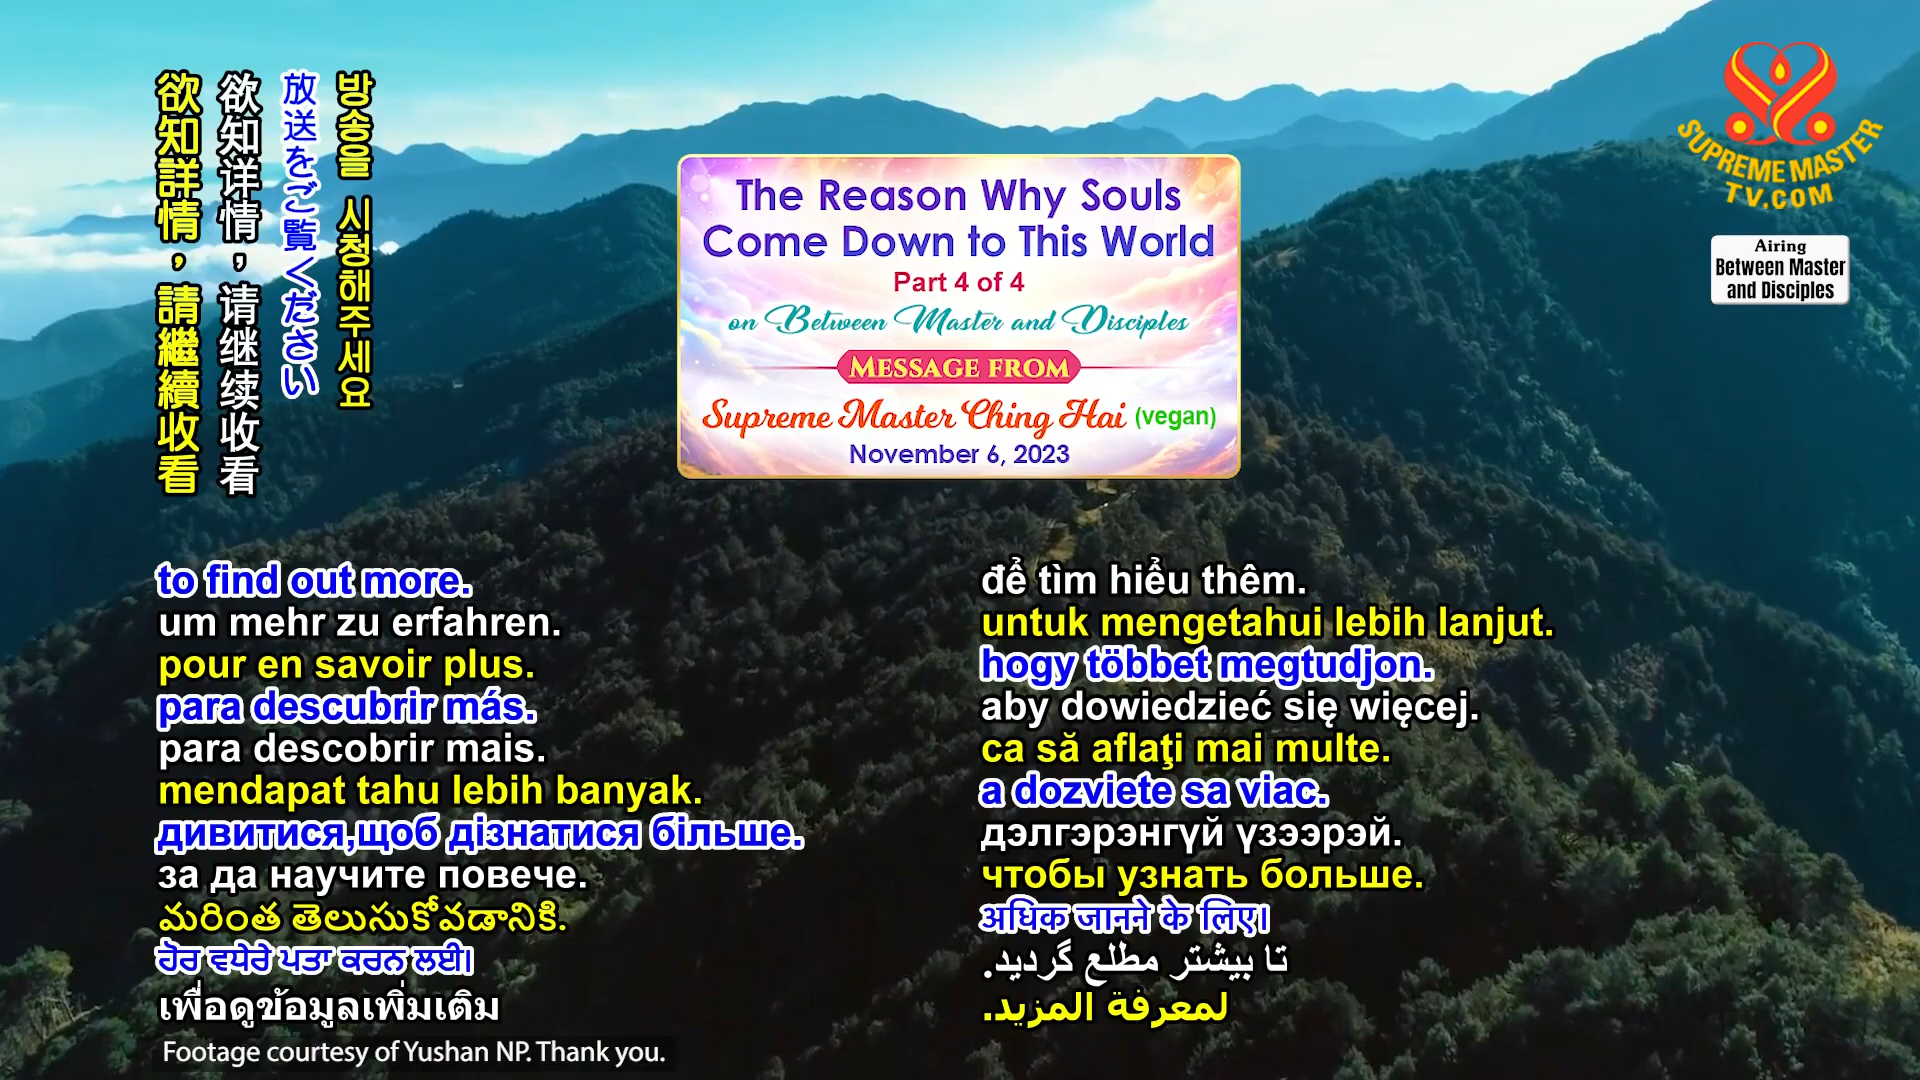 방송을 시청해주세요
放送をご覧ください
欲知详情，请继续收看
欲知詳情，請繼續收看
The Reason Why Souls
Come Down to This World
Part 4 of 4
on Between Master and Disciples
MESSAGE FROM
Supreme Master Ching Hai (vegan)
November 6, 2023
SUPREME MASTER
TV.COM
Airing
Between Master
and Disciples
to find out more.
um mehr zu erfahren.
pour en savoir plus.
para descubrir más.
para descobrir mais.
mendapat tahu lebih banyak.
дивитися,щоб дізнатися більше.
за да научите повече.
మరింత తెలుసుకోవడానికి.
ਹੋਰ ਵਧੇਰੇ ਪਤਾ ਕਰਨ ਲਈ।
เพื่อดูข้อมูลเพิ่มเติม
để tìm hiểu thêm.
untuk mengetahui lebih lanjut.
hogy többet megtudjon.
aby dowiedzieć się więcej.
ca să aflaţi mai multe.
a dozviete sa viac.
дэлгэрэнгүй үзээрэй.
чтобы узнать больше.
अधिक जानने के लिए।
تا بیشتر مطلع گردید.
لمعرفة المزيد.
Footage courtesy of Yushan NP. Thank you.